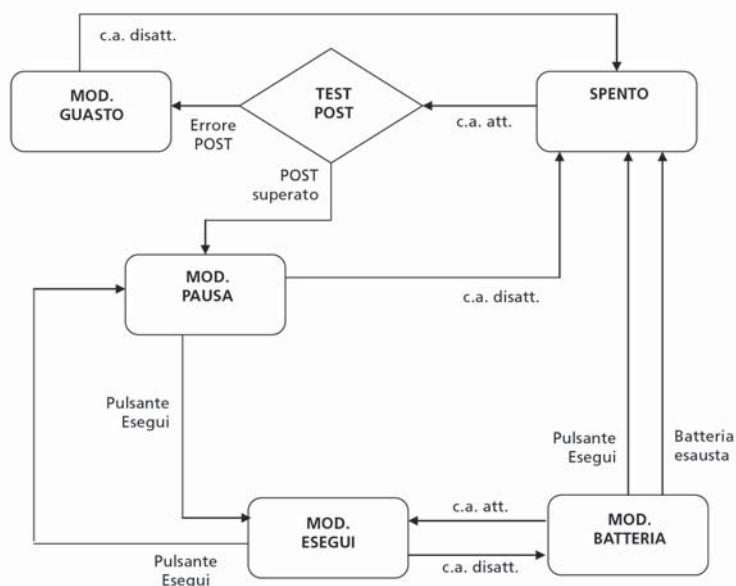 c.a. disatt.
MOD.
GUASTO
TEST
POST
SPENTO
Errore
POST
c.a. att.
POST
superato
MOD.
PAUSA
c.a. disatt.
Pulsante
Esegui
Pulsante
Esegui
Batteria
esausta
MOD.
ESEGUI
c.a. att.
MOD.
BATTERIA
c.a. disatt.
Pulsante
Esegui